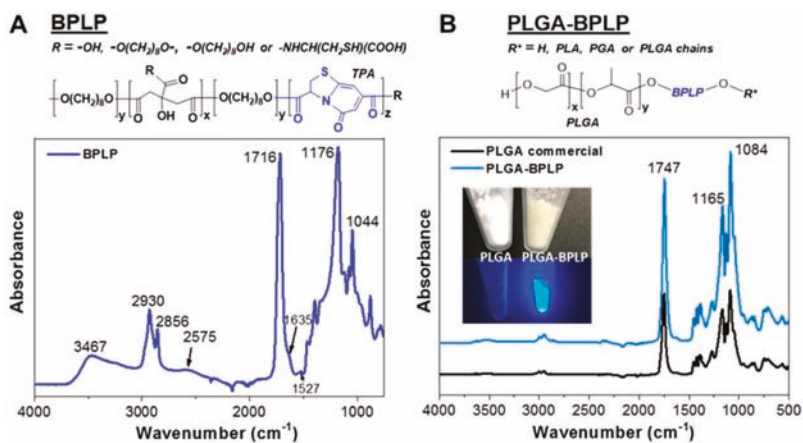 A BPLP
R = -OH, -O(CH₂)₈O-, -O(CH₂)₈OH or -NHCH(CH₂SH)(COOH)
TPA
R O S
O(CH₂)₈O y OH x O(CH₂)₈O y N O z R
O
BPLP
1716
1176
1044
2930
2856
2575
3467
1635
1527
Absorbance
4000 3000 2000 1000
Wavenumber (cm⁻¹)
B PLGA-BPLP
R* = H, PLA, PGA or PLGA chains
H O O x O O y O BPLP O R*
PLGA
PLGA commercial
PLGA-BPLP
1747
1165
1084
PLGA PLGA-BPLP
Absorbance
4000 3500 3000 2500 2000 1500 1000 500
Wavenumber (cm⁻¹)